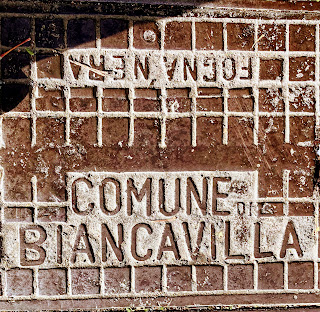 FOGNA NERA
COMUNE DI
BIANCAVILLA